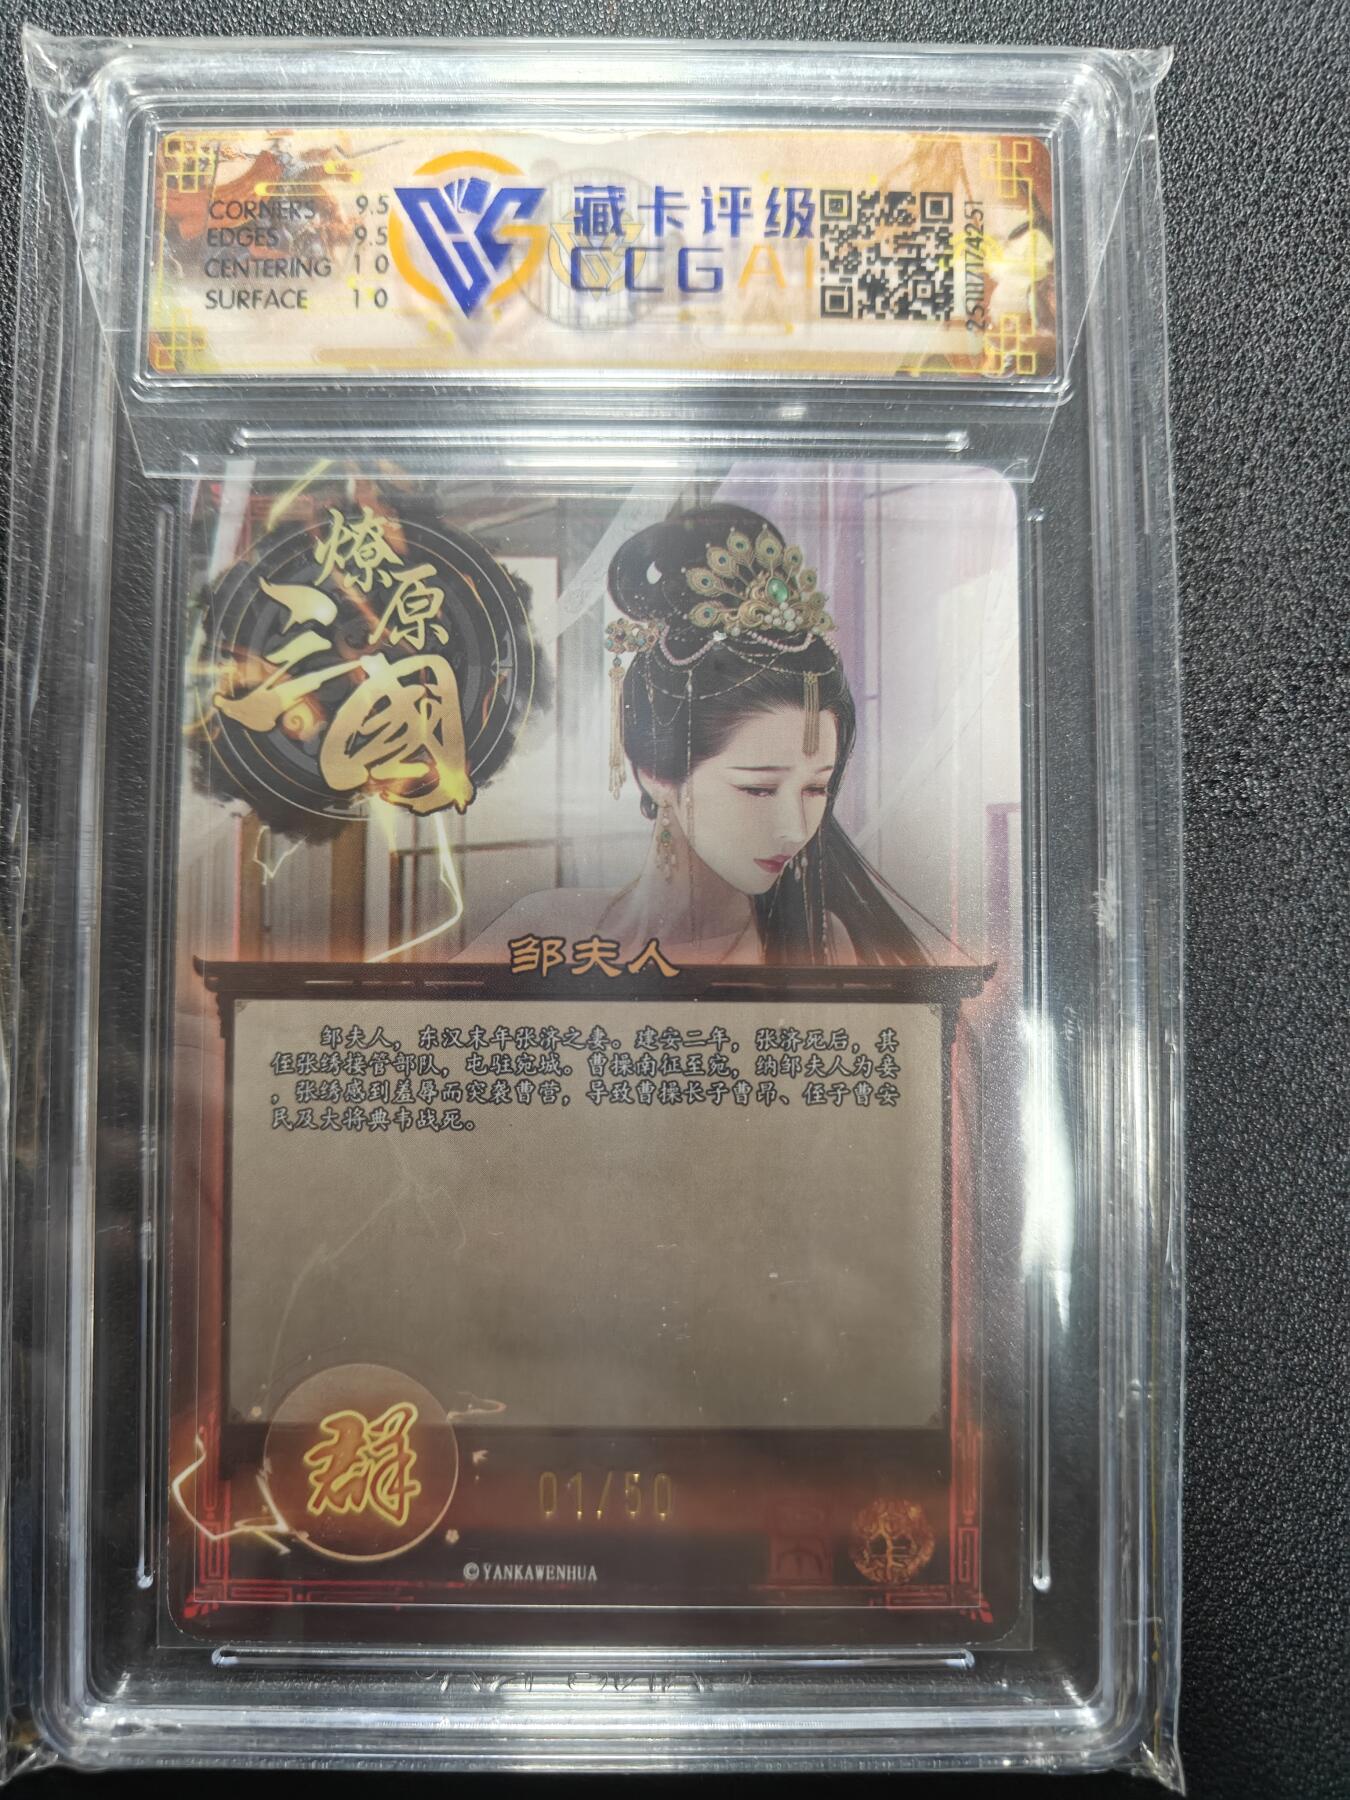 CORNERS 9.5
EDGES 9.5
CENTERING 10
SURFACE 10
藏卡评级
CCGAI
2511071174251
燎原
三國
邹夫人
邹夫人，东汉末年张济之妻。建安二年，张济死后，其
侄张绣接管部队，屯驻宛城。曹操南征至宛，纳邹夫人为妾
，张绣感到羞辱而突袭曹营，导致曹操长子曹昂、侄子曹安
民及大将典韦战死。
群
01/50
©YANKAWENHUA